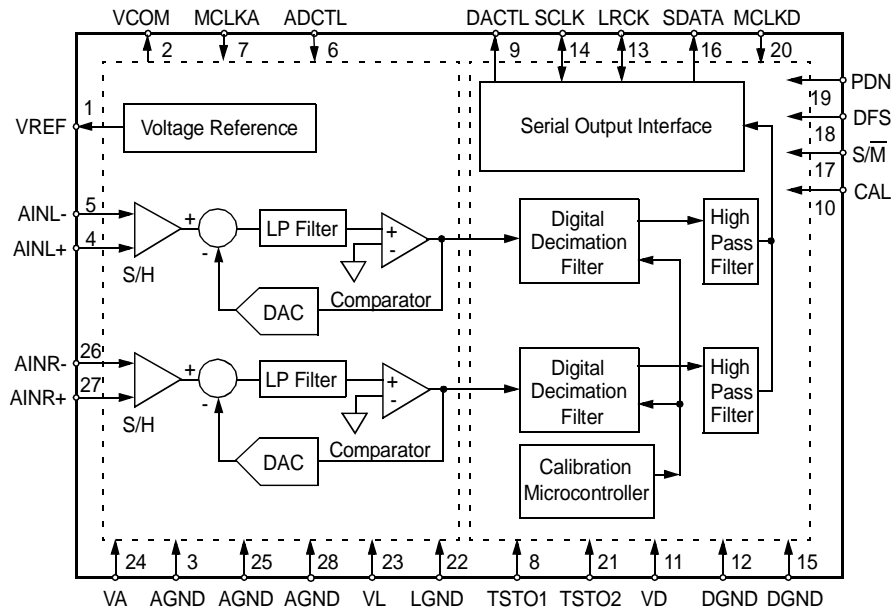 VCOM MCLKA ADCTL DACTL SCLK LRCK SDATA MCLKD
2 7 6 9 14 13 16 20
PDN
19
1
VREF
Voltage Reference
Serial Output Interface
DFS
18
S/M̅
17
CAL
10
AINL-
5
AINL+
4
S/H
+
-
LP Filter
+
-
Digital
Decimation
Filter
High
Pass
Filter
DAC
Comparator
AINR-
26
AINR+
27
S/H
+
-
LP Filter
+
-
Digital
Decimation
Filter
High
Pass
Filter
DAC
Comparator
Calibration
Microcontroller
24 3 25 28 23 22 8 21 11 12 15
VA AGND AGND AGND VL LGND TSTO1 TSTO2 VD DGND DGND